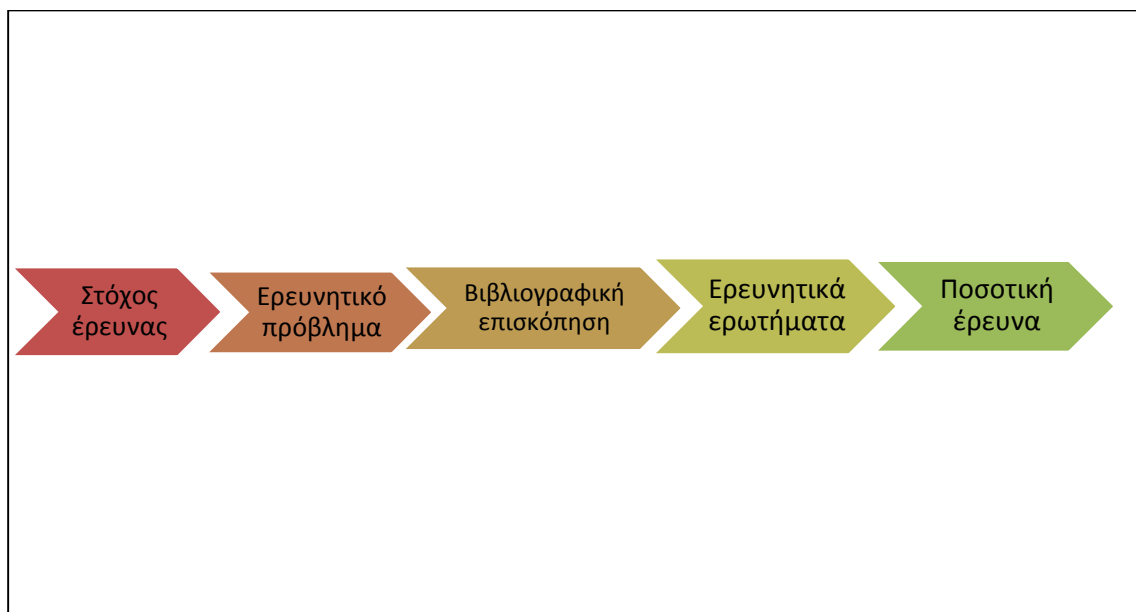 Στόχος
έρευνας
Ερευνητικό
πρόβλημα
Βιβλιογραφική
επισκόπηση
Ερευνητικά
ερωτήματα
Ποσοτική
έρευνα